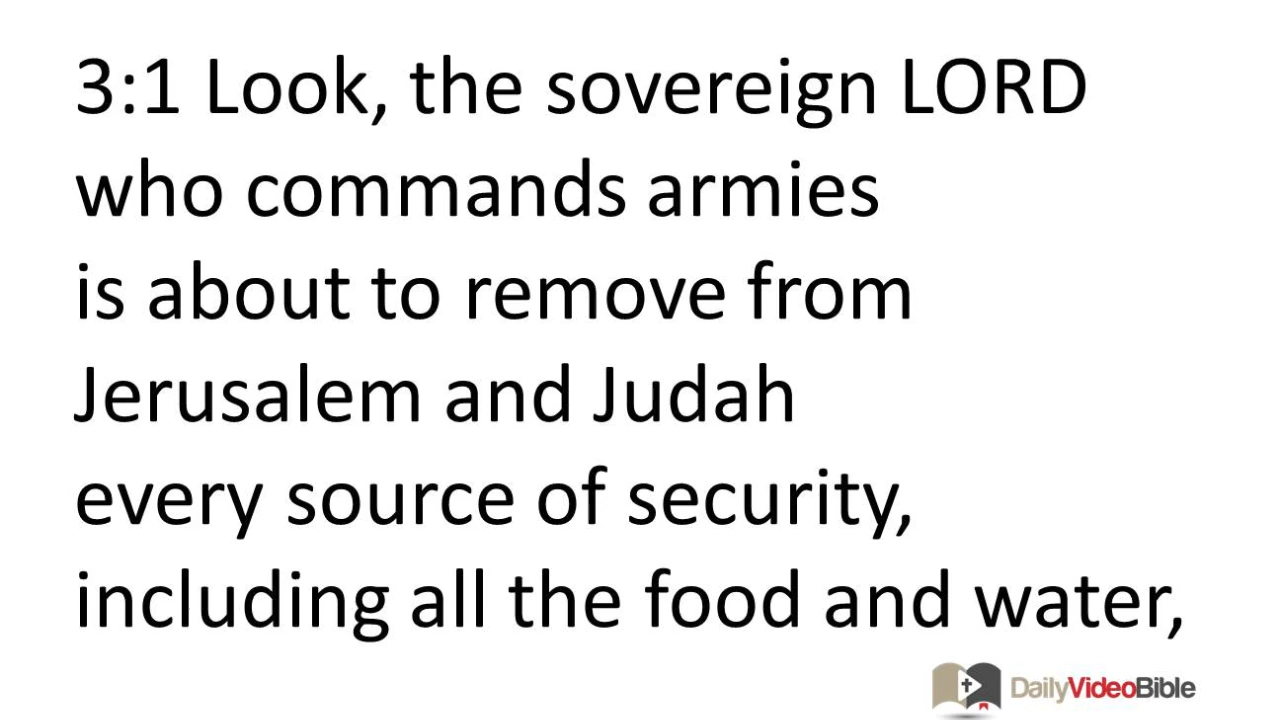 3:1 Look, the sovereign LORD
who commands armies
is about to remove from
Jerusalem and Judah
every source of security,
including all the food and water,
DailyVideoBible